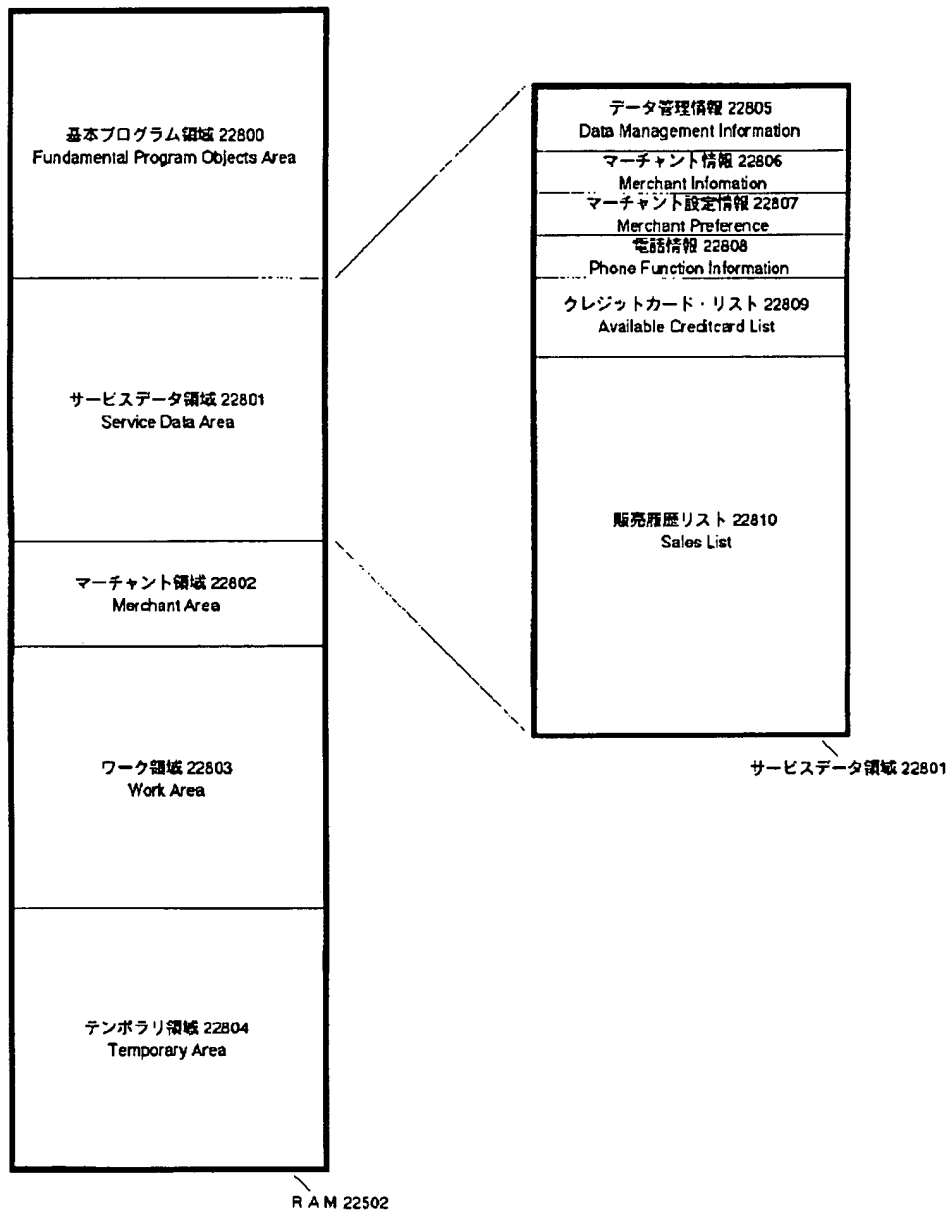 基本プログラム領域 22800
Fundamental Program Objects Area
サービスデータ領域 22801
Service Data Area
マーチャント領域 22802
Merchant Area
ワーク領域 22803
Work Area
テンポラリ領域 22804
Temporary Area
RAM 22502
データ管理情報 22805
Data Management Information
マーチャント情報 22806
Merchant Infomation
マーチャント設定情報 22807
Merchant Preference
電話情報 22808
Phone Function Information
クレジットカード・リスト 22809
Available Creditcard List
販売履歴リスト 22810
Sales List
サービスデータ領域 22801